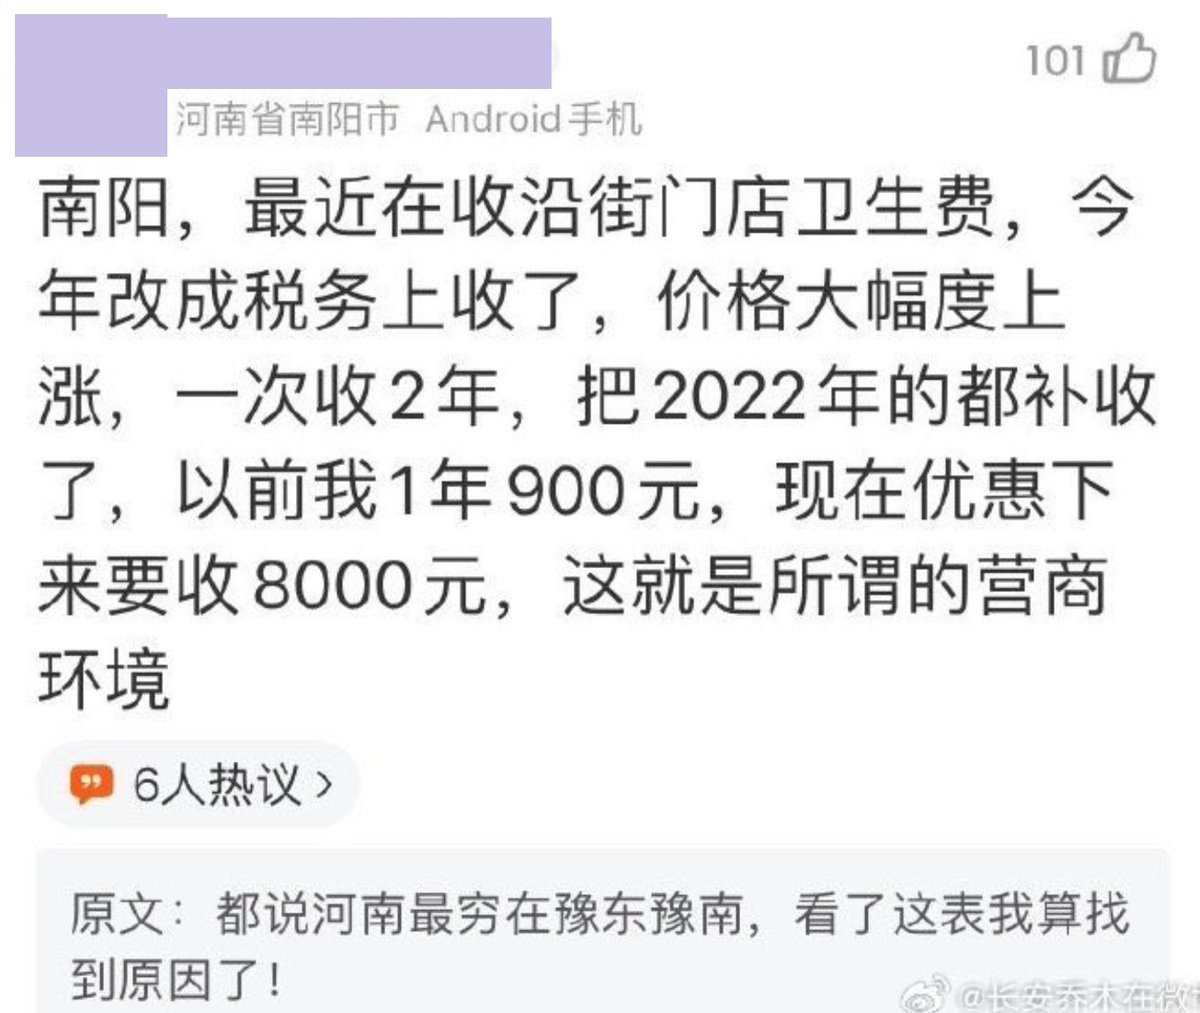 101
河南省南阳市 Android手机
南阳，最近在收沿街门店卫生费，今
年改成税务上收了，价格大幅度上
涨，一次收2年，把2022年的都补收
了，以前我1年900元，现在优惠下
来要收8000元，这就是所谓的营商
环境
6人热议
原文：都说河南最穷在豫东豫南，看了这表我算找
到原因了！
@长安乔木在微